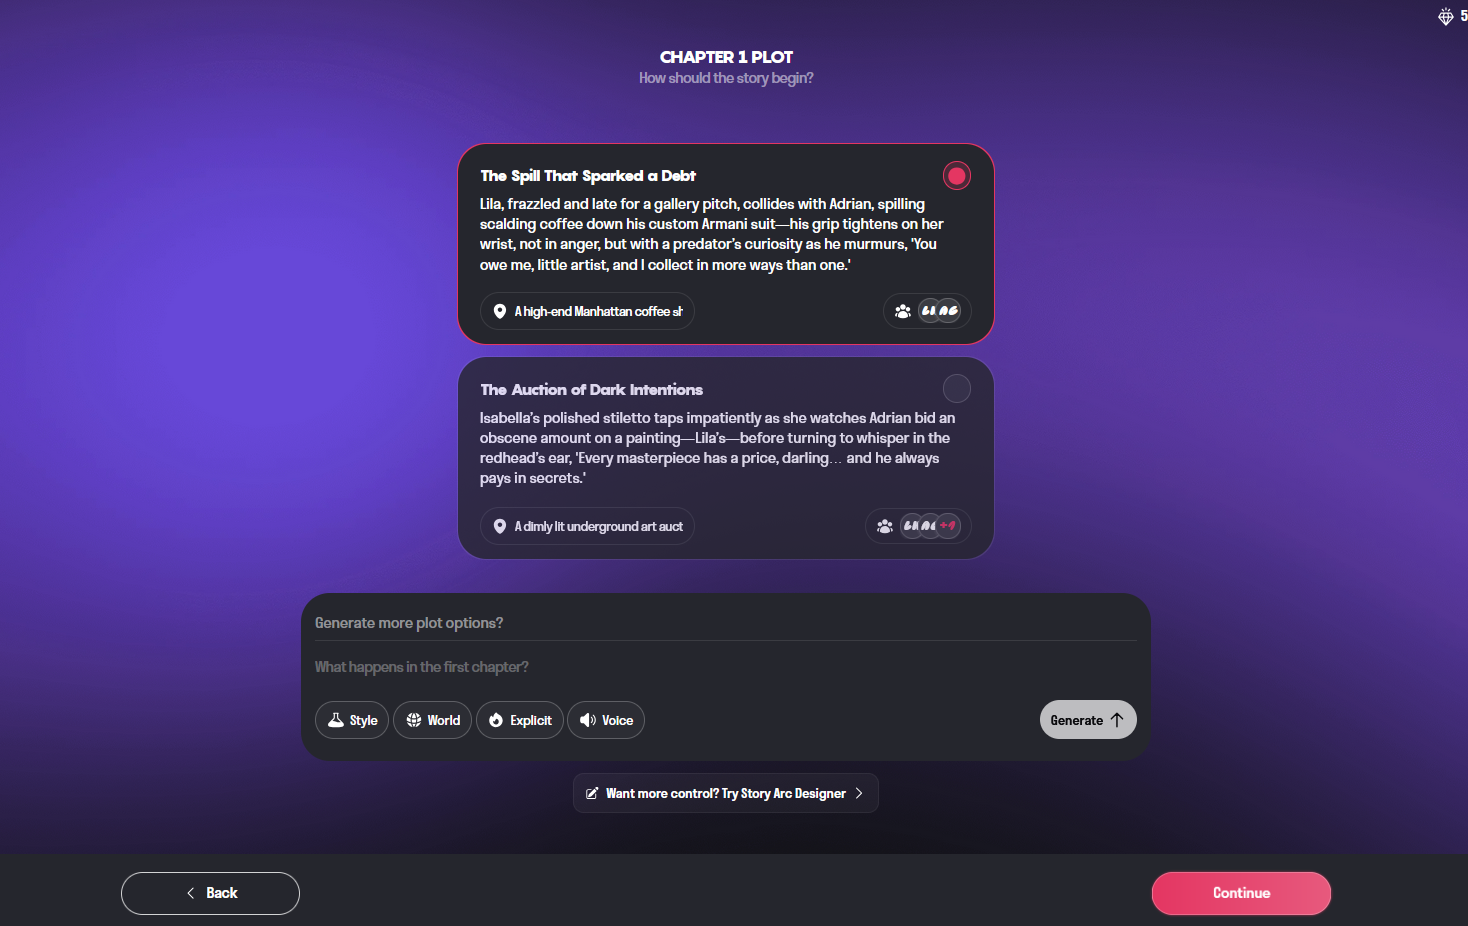 5
CHAPTER 1 PLOT
How should the story begin?
The Spill That Sparked a Debt
Lila, frazzled and late for a gallery pitch, collides with Adrian, spilling
scalding coffee down his custom Armani suit—his grip tightens on her
wrist, not in anger, but with a predator's curiosity as he murmurs, 'You
owe me, little artist, and I collect in more ways than one.'
A high-end Manhattan coffee sh
The Auction of Dark Intentions
Isabella's polished stiletto taps impatiently as she watches Adrian bid an
obscene amount on a painting—Lila's—before turning to whisper in the
redhead's ear, 'Every masterpiece has a price, darling... and he always
pays in secrets.'
A dimly lit underground art auct
Generate more plot options?
What happens in the first chapter?
Style World Explicit Voice Generate
Want more control? Try Story Arc Designer
Back Continue